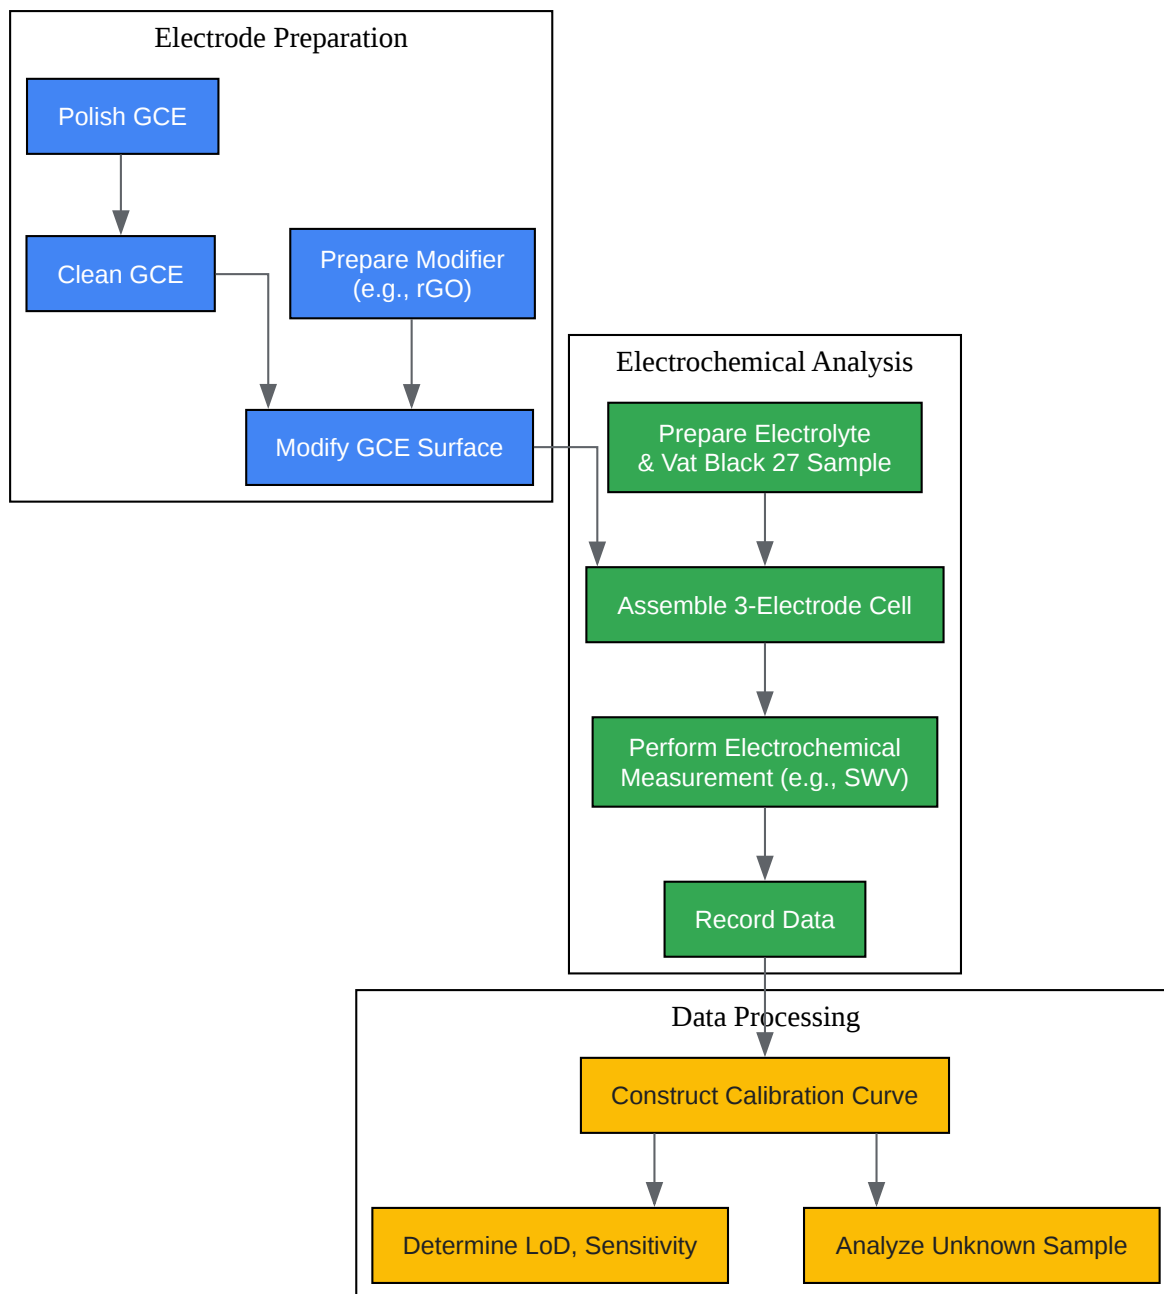 Electrode Preparation
Polish GCE
Clean GCE
Prepare Modifier
(e.g., rGO)
Modify GCE Surface
Electrochemical Analysis
Prepare Electrolyte
& Vat Black 27 Sample
Assemble 3-Electrode Cell
Perform Electrochemical
Measurement (e.g., SWV)
Record Data
Data Processing
Construct Calibration Curve
Determine LoD, Sensitivity
Analyze Unknown Sample